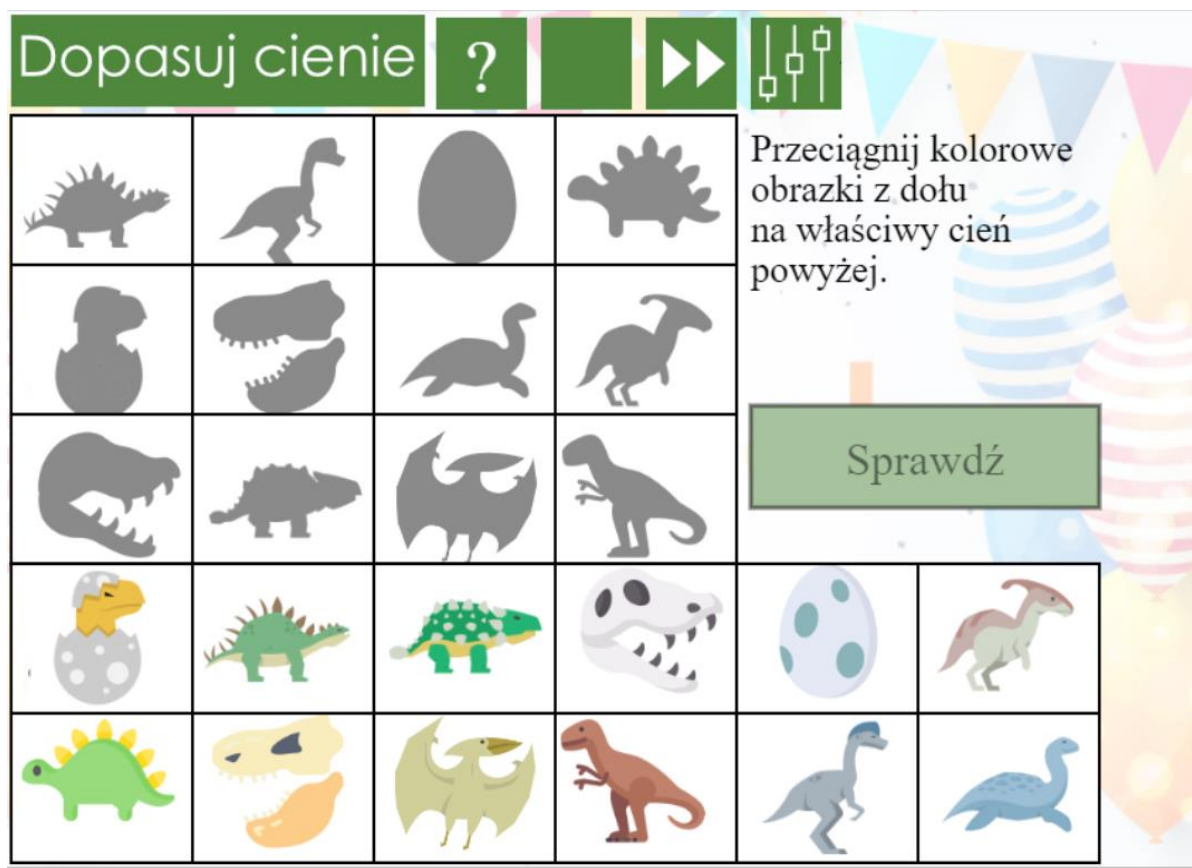 Dopasuj cienie ?
Przeciągnij kolorowe
obrazki z dołu
na właściwy cień
powyżej.
Sprawdź